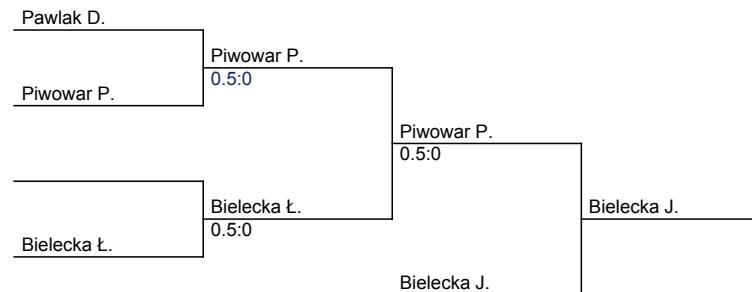 Pawlak D.
Piwowar P.
0.5:0
Piwowar P.
Piwowar P.
0.5:0
Bielecka Ł.
0.5:0
Bielecka J.
Bielecka Ł.
Bielecka J.